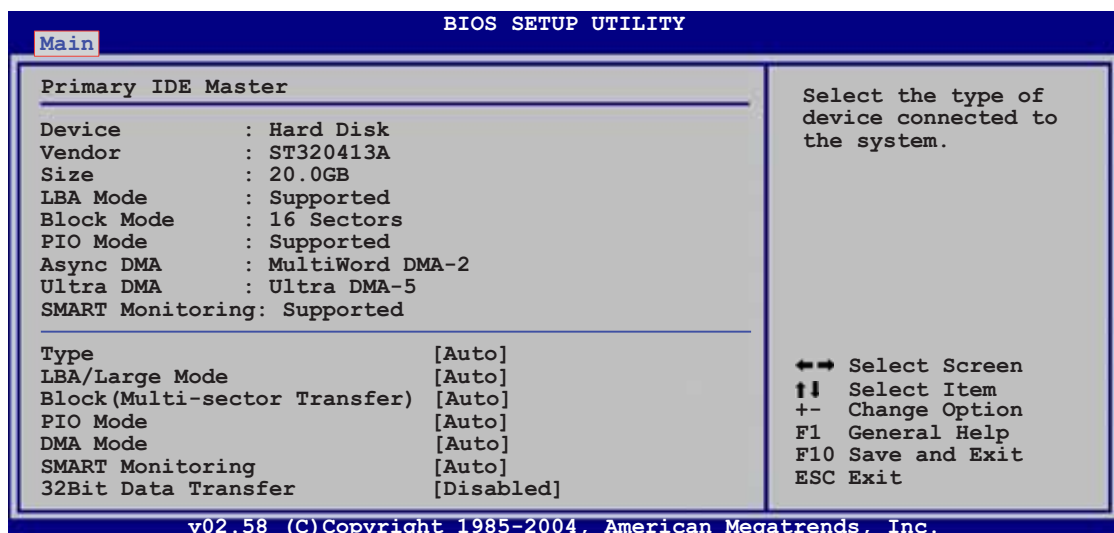 BIOS SETUP UTILITY
Main
Primary IDE Master
Device : Hard Disk
Vendor : ST320413A
Size : 20.0GB
LBA Mode : Supported
Block Mode : 16 Sectors
PIO Mode : Supported
Async DMA : MultiWord DMA-2
Ultra DMA : Ultra DMA-5
SMART Monitoring: Supported
Type [Auto]
LBA/Large Mode [Auto]
Block(Multi-sector Transfer) [Auto]
PIO Mode [Auto]
DMA Mode [Auto]
SMART Monitoring [Auto]
32Bit Data Transfer [Disabled]
Select the type of
device connected to
the system.
←→ Select Screen
↑↓ Select Item
+- Change Option
F1 General Help
F10 Save and Exit
ESC Exit
v02.58 (C)Copyright 1985-2004, American Megatrends, Inc.